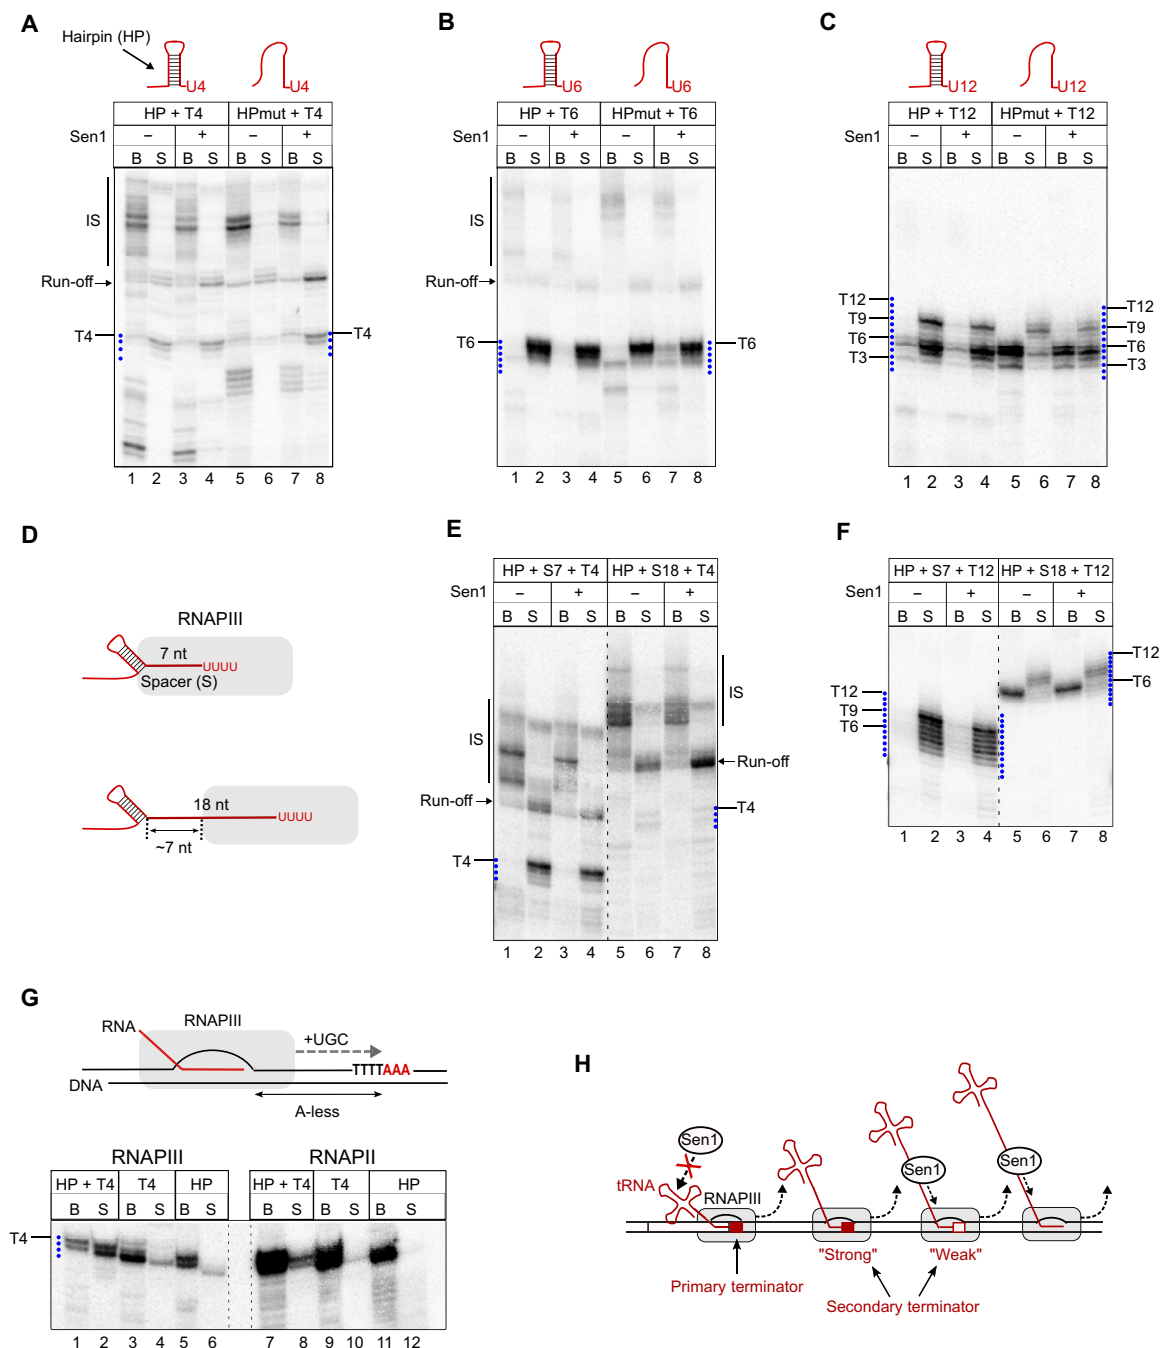 A
Hairpin (HP)
U4
U4
HP + T4
HPmut + T4
Sen1
–
+
–
+
B S B S B S B S
IS
Run-off
T4
T4
1 2 3 4 5 6 7 8
B
U6
U6
HP + T6
HPmut + T6
Sen1
–
+
–
+
B S B S B S B S
IS
Run-off
T6
T6
1 2 3 4 5 6 7 8
C
U12
U12
HP + T12
HPmut + T12
Sen1
–
+
–
+
B S B S B S B S
T12
T9
T6
T3
T12
T9
T6
T3
1 2 3 4 5 6 7 8
D
RNAPIII
7 nt
UUUU
Spacer (S)
18 nt
UUUU
~7 nt
E
HP + S7 + T4
HP + S18 + T4
Sen1
–
+
–
+
B S B S B S B S
IS
Run-off
T4
IS
Run-off
T4
1 2 3 4 5 6 7 8
F
HP + S7 + T12
HP + S18 + T12
Sen1
–
+
–
+
B S B S B S B S
T12
T9
T6
T12
T6
1 2 3 4 5 6 7 8
G
RNA
RNAPIII
+UGC
TTTTAAA
DNA
A-less
RNAPIII
RNAPII
HP + T4
T4
HP
HP + T4
T4
HP
B S B S B S B S B S B S
T4
1 2 3 4 5 6 7 8 9 10 11 12
H
Sen1
tRNA
RNAPIII
Sen1
Sen1
"Strong"
"Weak"
Primary terminator
Secondary terminator